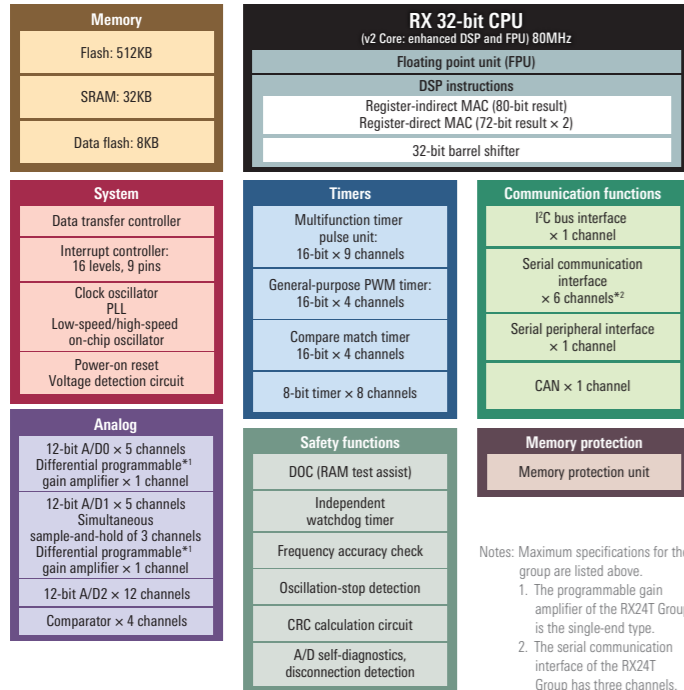 Memory
Flash: 512KB
SRAM: 32KB
Data flash: 8KB
RX 32-bit CPU
(v2 Core: enhanced DSP and FPU) 80MHz
Floating point unit (FPU)
DSP instructions
Register-indirect MAC (80-bit result)
Register-direct MAC (72-bit result × 2)
32-bit barrel shifter
System
Data transfer controller
Interrupt controller:
16 levels, 9 pins
Clock oscillator
PLL
Low-speed/high-speed
on-chip oscillator
Power-on reset
Voltage detection circuit
Timers
Multifunction timer
pulse unit:
16-bit × 9 channels
General-purpose PWM timer:
16-bit × 4 channels
Compare match timer
16-bit × 4 channels
8-bit timer × 8 channels
Communication functions
I²C bus interface
× 1 channel
Serial communication
interface
× 6 channels*²
Serial peripheral interface
× 1 channel
CAN × 1 channel
Analog
12-bit A/D0 × 5 channels
Differential programmable*¹
gain amplifier × 1 channel
12-bit A/D1 × 5 channels
Simultaneous
sample-and-hold of 3 channels
Differential programmable*¹
gain amplifier × 1 channel
12-bit A/D2 × 12 channels
Comparator × 4 channels
Safety functions
DOC (RAM test assist)
Independent
watchdog timer
Frequency accuracy check
Oscillation-stop detection
CRC calculation circuit
A/D self-diagnostics,
disconnection detection
Memory protection
Memory protection unit
Notes: Maximum specifications for the
group are listed above.
1. The programmable gain
amplifier of the RX24T Group
is the single-end type.
2. The serial communication
interface of the RX24T
Group has three channels.